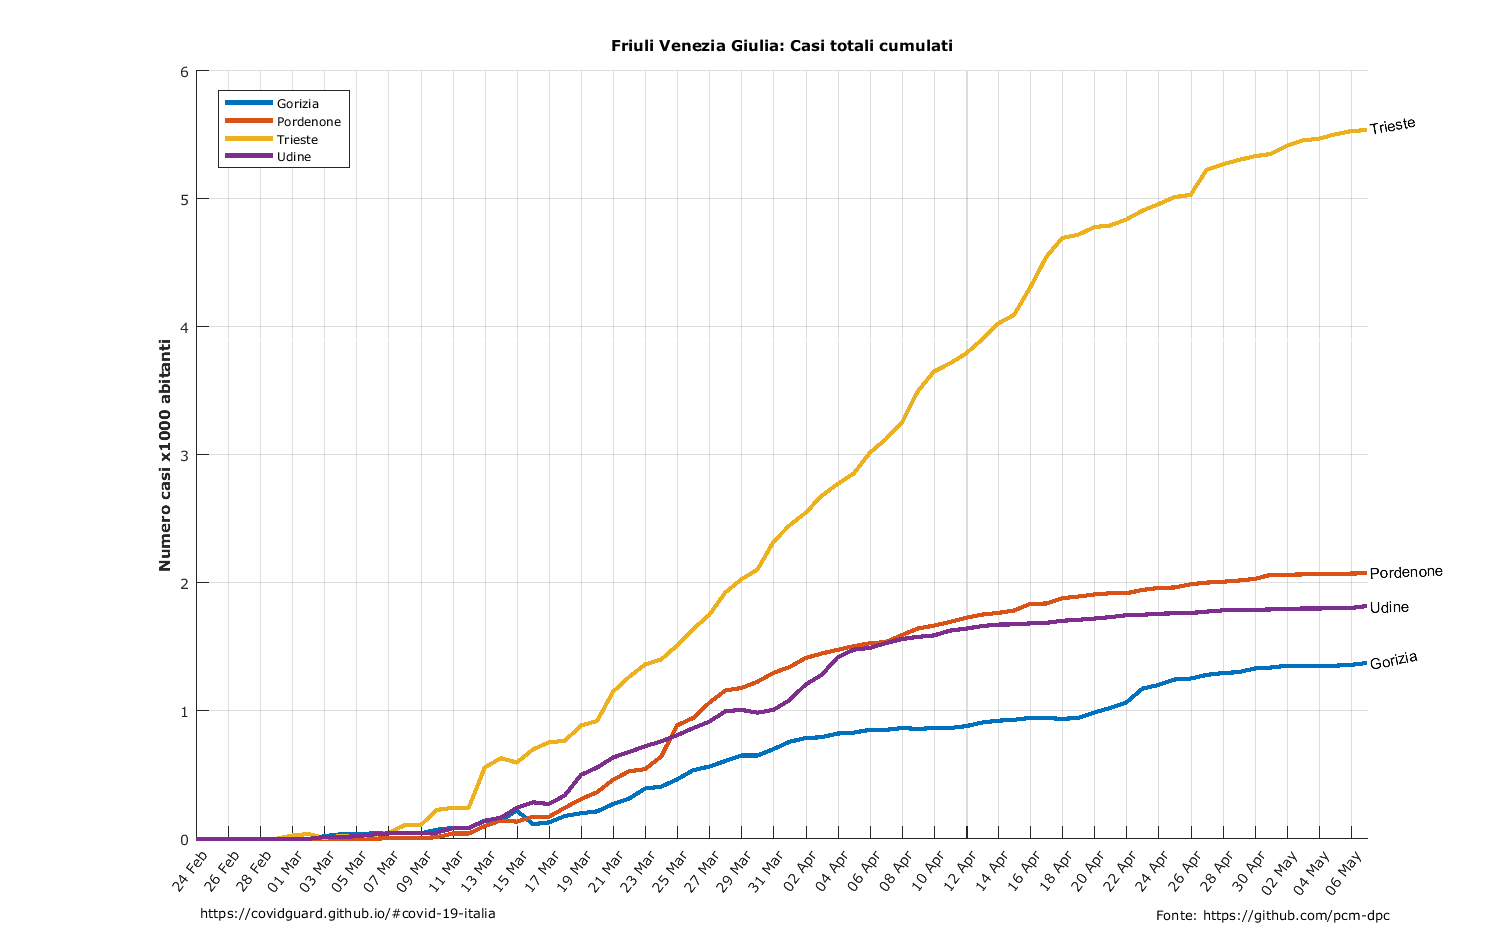 Friuli Venezia Giulia: Casi totali cumulati
Numero casi x1000 abitanti
6
5
4
3
2
1
0
Gorizia
Pordenone
Trieste
Udine
Trieste
Pordenone
Udine
Gorizia
24 Feb
26 Feb
28 Feb
01 Mar
03 Mar
05 Mar
07 Mar
09 Mar
11 Mar
13 Mar
15 Mar
17 Mar
19 Mar
21 Mar
23 Mar
25 Mar
27 Mar
29 Mar
31 Mar
02 Apr
04 Apr
06 Apr
08 Apr
10 Apr
12 Apr
14 Apr
16 Apr
18 Apr
20 Apr
22 Apr
24 Apr
26 Apr
28 Apr
30 Apr
02 May
04 May
06 May
https://covidguard.github.io/#covid-19-italia
Fonte: https://github.com/pcm-dpc